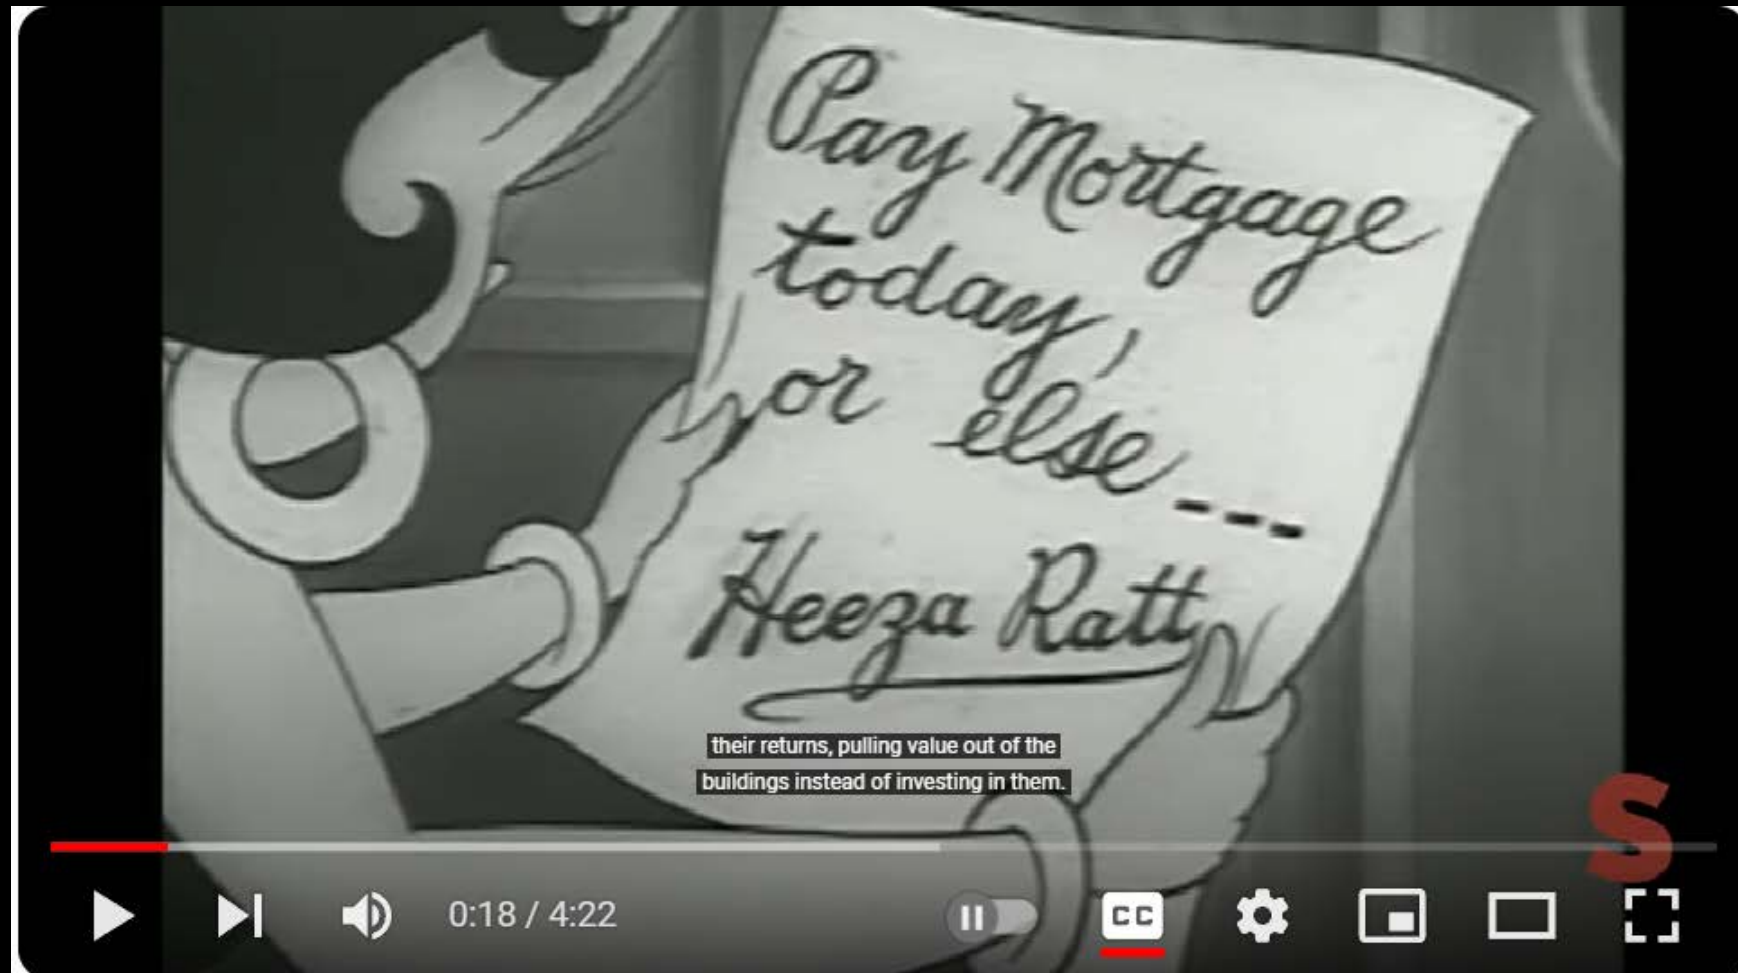 Pay Mortgage
today,
or else ---
Heeza Ratt
their returns, pulling value out of the
buildings instead of investing in them.
S
0:18 / 4:22
CC